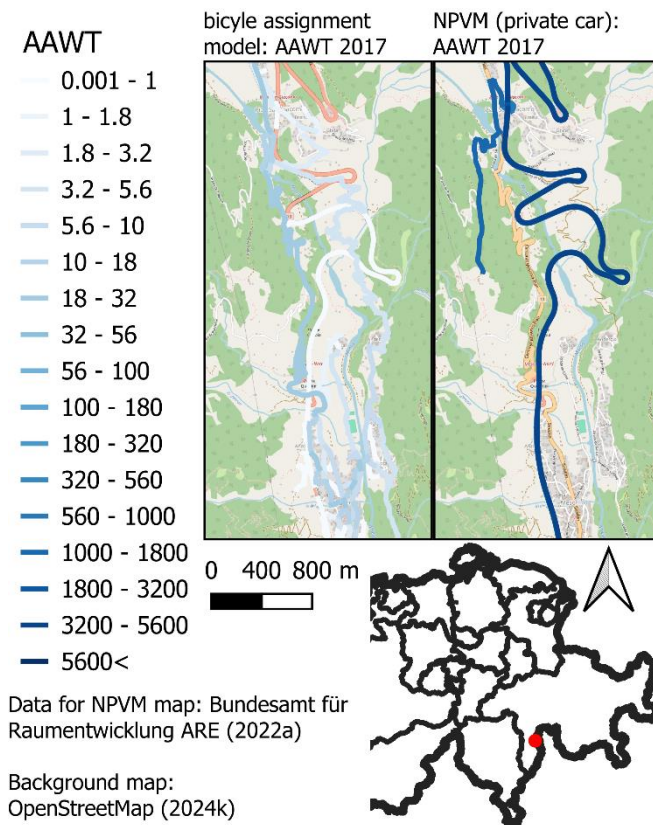 bicycle assignment
model: AAWT 2017
NPVM (private car):
AAWT 2017
AAWT
0.001 - 1
1 - 1.8
1.8 - 3.2
3.2 - 5.6
5.6 - 10
10 - 18
18 - 32
32 - 56
56 - 100
100 - 180
180 - 320
320 - 560
560 - 1000
1000 - 1800
1800 - 3200
3200 - 5600
5600<
0 400 800 m
Data for NPVM map: Bundesamt für
Raumentwicklung ARE (2022a)
Background map:
OpenStreetMap (2024k)